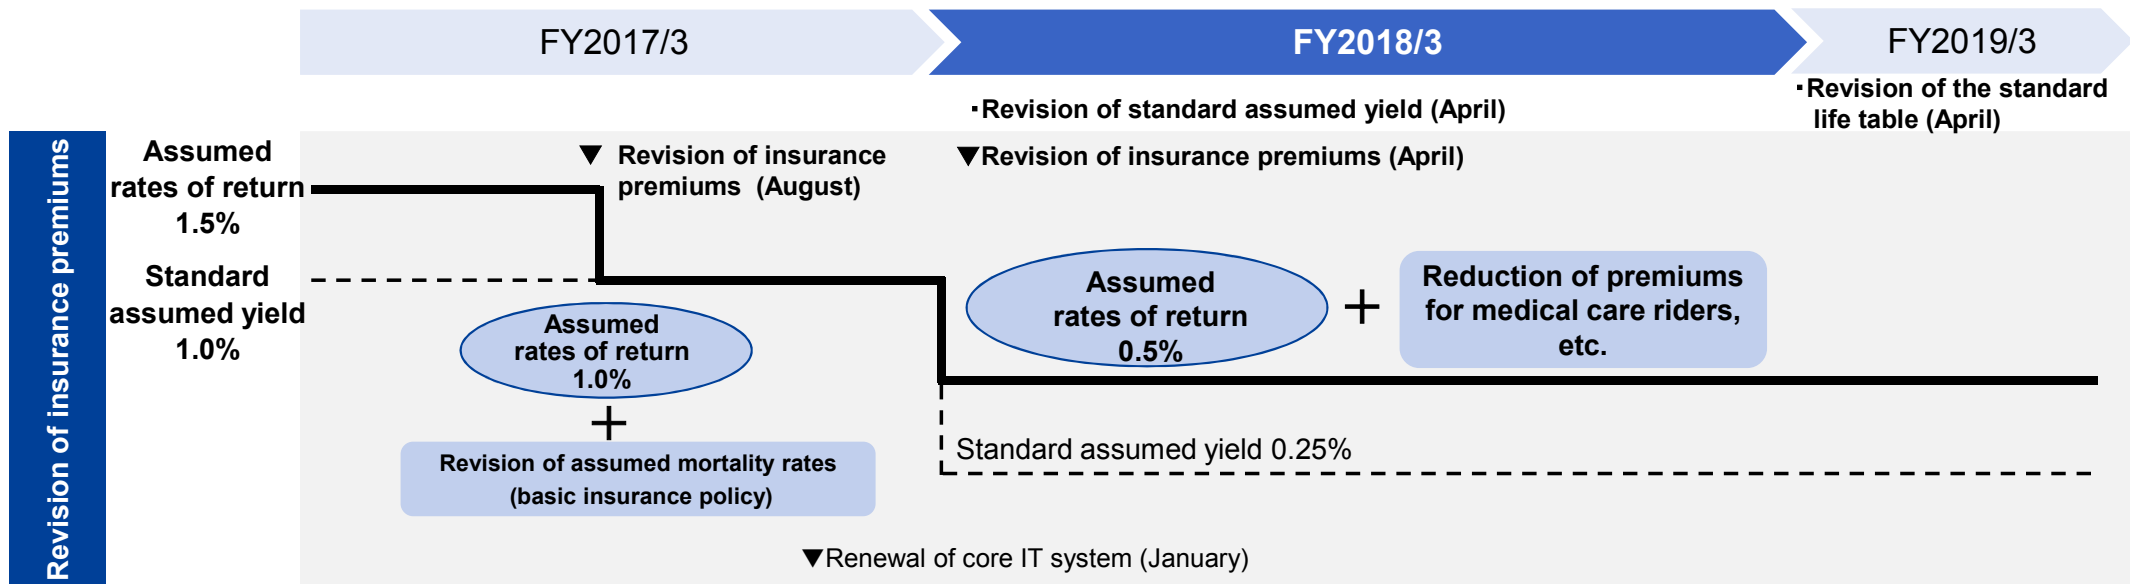 FY2017/3
FY2018/3
FY2019/3
・Revision of standard assumed yield (April)
・Revision of the standard
life table (April)
Revision of insurance premiums
Assumed
rates of return
1.5%
▼ Revision of insurance
premiums (August)
▼Revision of insurance premiums (April)
Standard
assumed yield
1.0%
Assumed
rates of return
1.0%
+
Revision of assumed mortality rates
(basic insurance policy)
Assumed
rates of return
0.5%
+
Reduction of premiums
for medical care riders,
etc.
Standard assumed yield 0.25%
▼Renewal of core IT system (January)